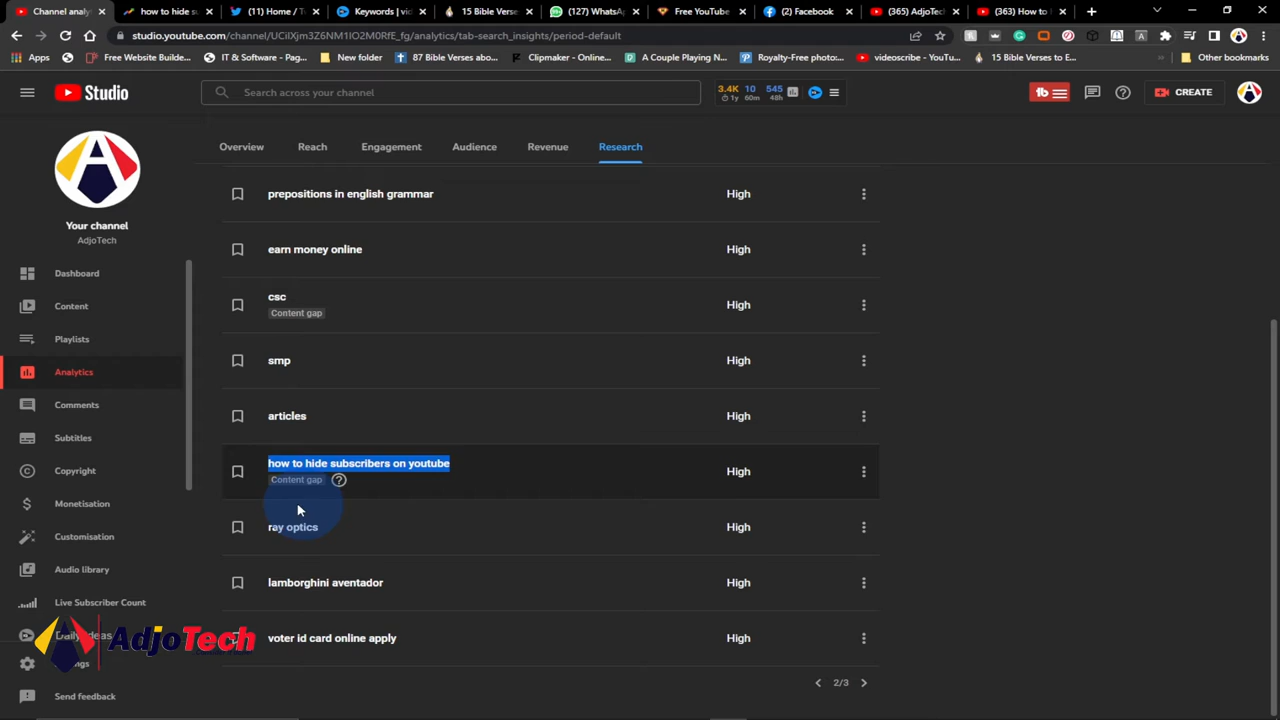 Channel analy
how to hide su
(11) Home / T
Keywords | vid
15 Bible Verses
(127) WhatsAp
Free YouTube
(2) Facebook
(365) AdjoTech
(363) How to H
studio.youtube.com/channel/UCiIXjm3Z6NM1IO2M0RfE_fg/analytics/tab-search_insights/period-default
Apps
Free Website Builde...
IT & Software - Pag...
New folder
87 Bible Verses abo...
Clipmaker - Online...
A Couple Playing N...
Royalty-Free photo:...
videoscribe - YouTu...
15 Bible Verses to E...
Other bookmarks
Studio
Search across your channel
3.4K 10 545
1y 60m 48h
tb
CREATE
Overview
Reach
Engagement
Audience
Revenue
Research
Your channel
AdjoTech
Dashboard
Content
Playlists
Analytics
Comments
Subtitles
Copyright
Monetisation
Customisation
Audio library
Live Subscriber Count
Send feedback
prepositions in english grammar High
earn money online High
csc High
Content gap
smp High
articles High
how to hide subscribers on youtube High
Content gap ?
ray optics High
lamborghini aventador High
voter id card online apply High
2/3
AdjoTech